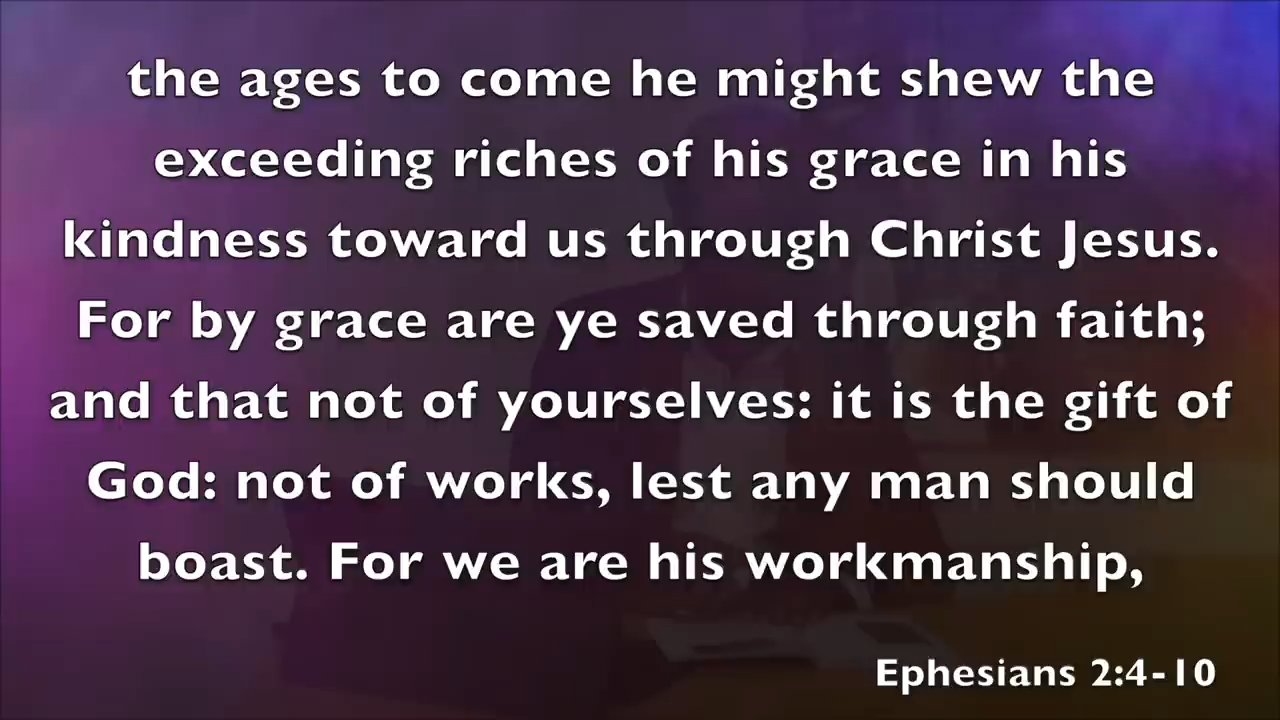 the ages to come he might shew the
exceeding riches of his grace in his
kindness toward us through Christ Jesus.
For by grace are ye saved through faith;
and that not of yourselves: it is the gift of
God: not of works, lest any man should
boast. For we are his workmanship,
Ephesians 2:4-10